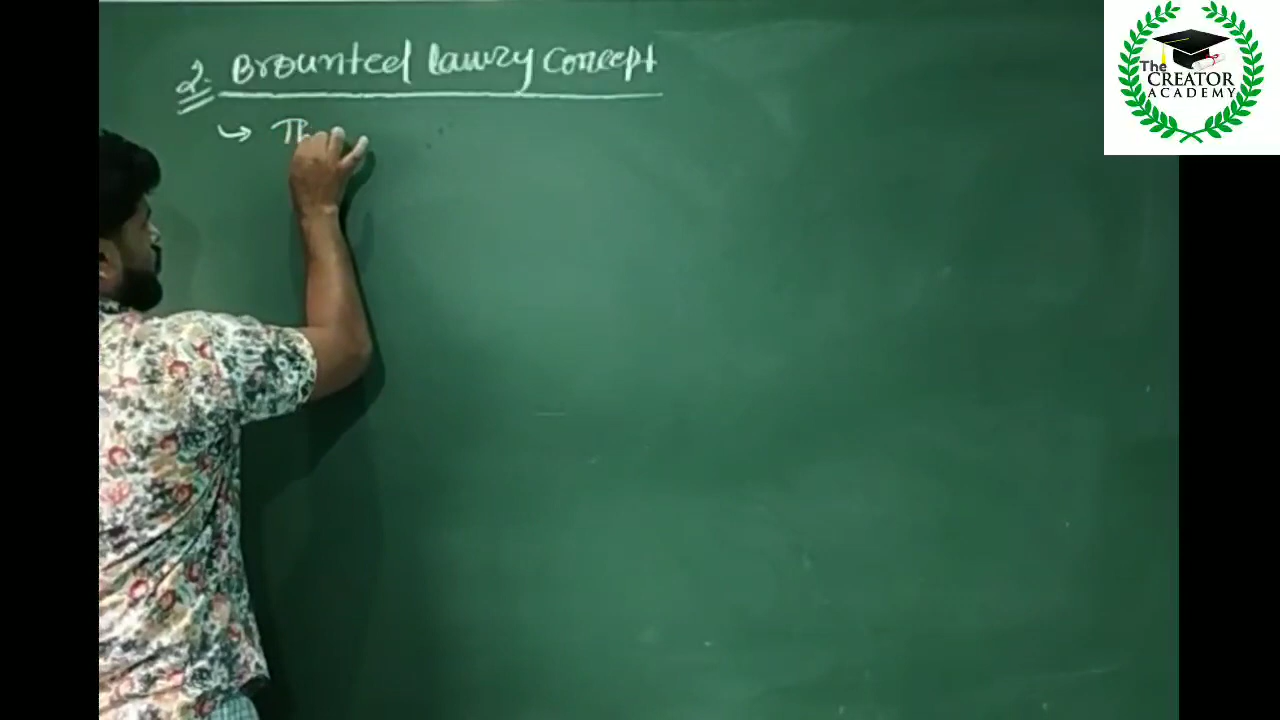 2. Brounted lawry concept
↳ Th
The
CREATOR
ACADEMY